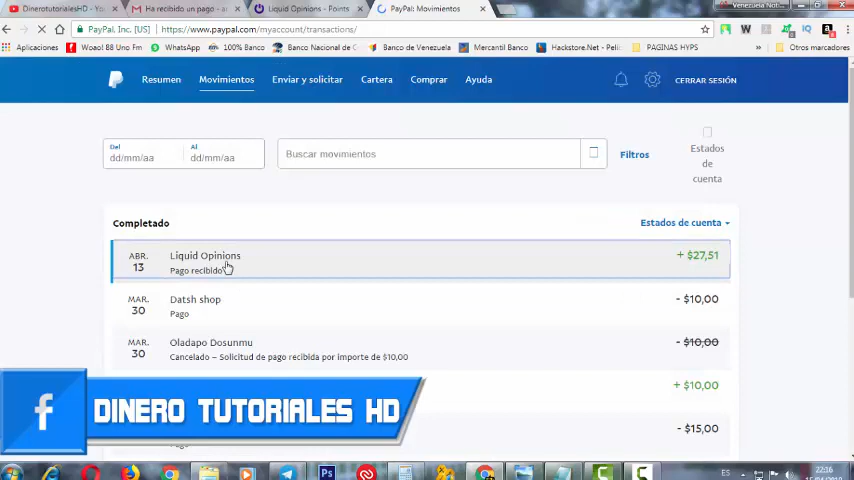 DinerotutorialesHD - You
Ha recibido un pago - a
Liquid Opinions - Points
PayPal: Movimientos
Venezuela Not
PayPal, Inc. [US]
https://www.paypal.com/myaccount/transactions/
Aplicaciones
Woao! 88 Uno Fm
WhatsApp
100% Banco
Banco Nacional de C
Banco de Venezuela
Mercantil Banco
Hackstore.Net - Pelic
PAGINAS HYPS
Otros marcadores
Resumen
Movimientos
Enviar y solicitar
Cartera
Comprar
Ayuda
CERRAR SESIÓN
Del
dd/mm/aa
Al
dd/mm/aa
Buscar movimientos
Filtros
Estados
de
cuenta
Completado
Estados de cuenta
ABR.
13
Liquid Opinions
Pago recibido
+ $27,51
MAR.
30
Datsh shop
Pago
- $10,00
MAR.
30
Oladapo Dosunmu
Cancelado – Solicitud de pago recibida por importe de $10,00
- $10,00
+ $10,00
- $15,00
f
DINERO TUTORIALES HD
ES
22:16